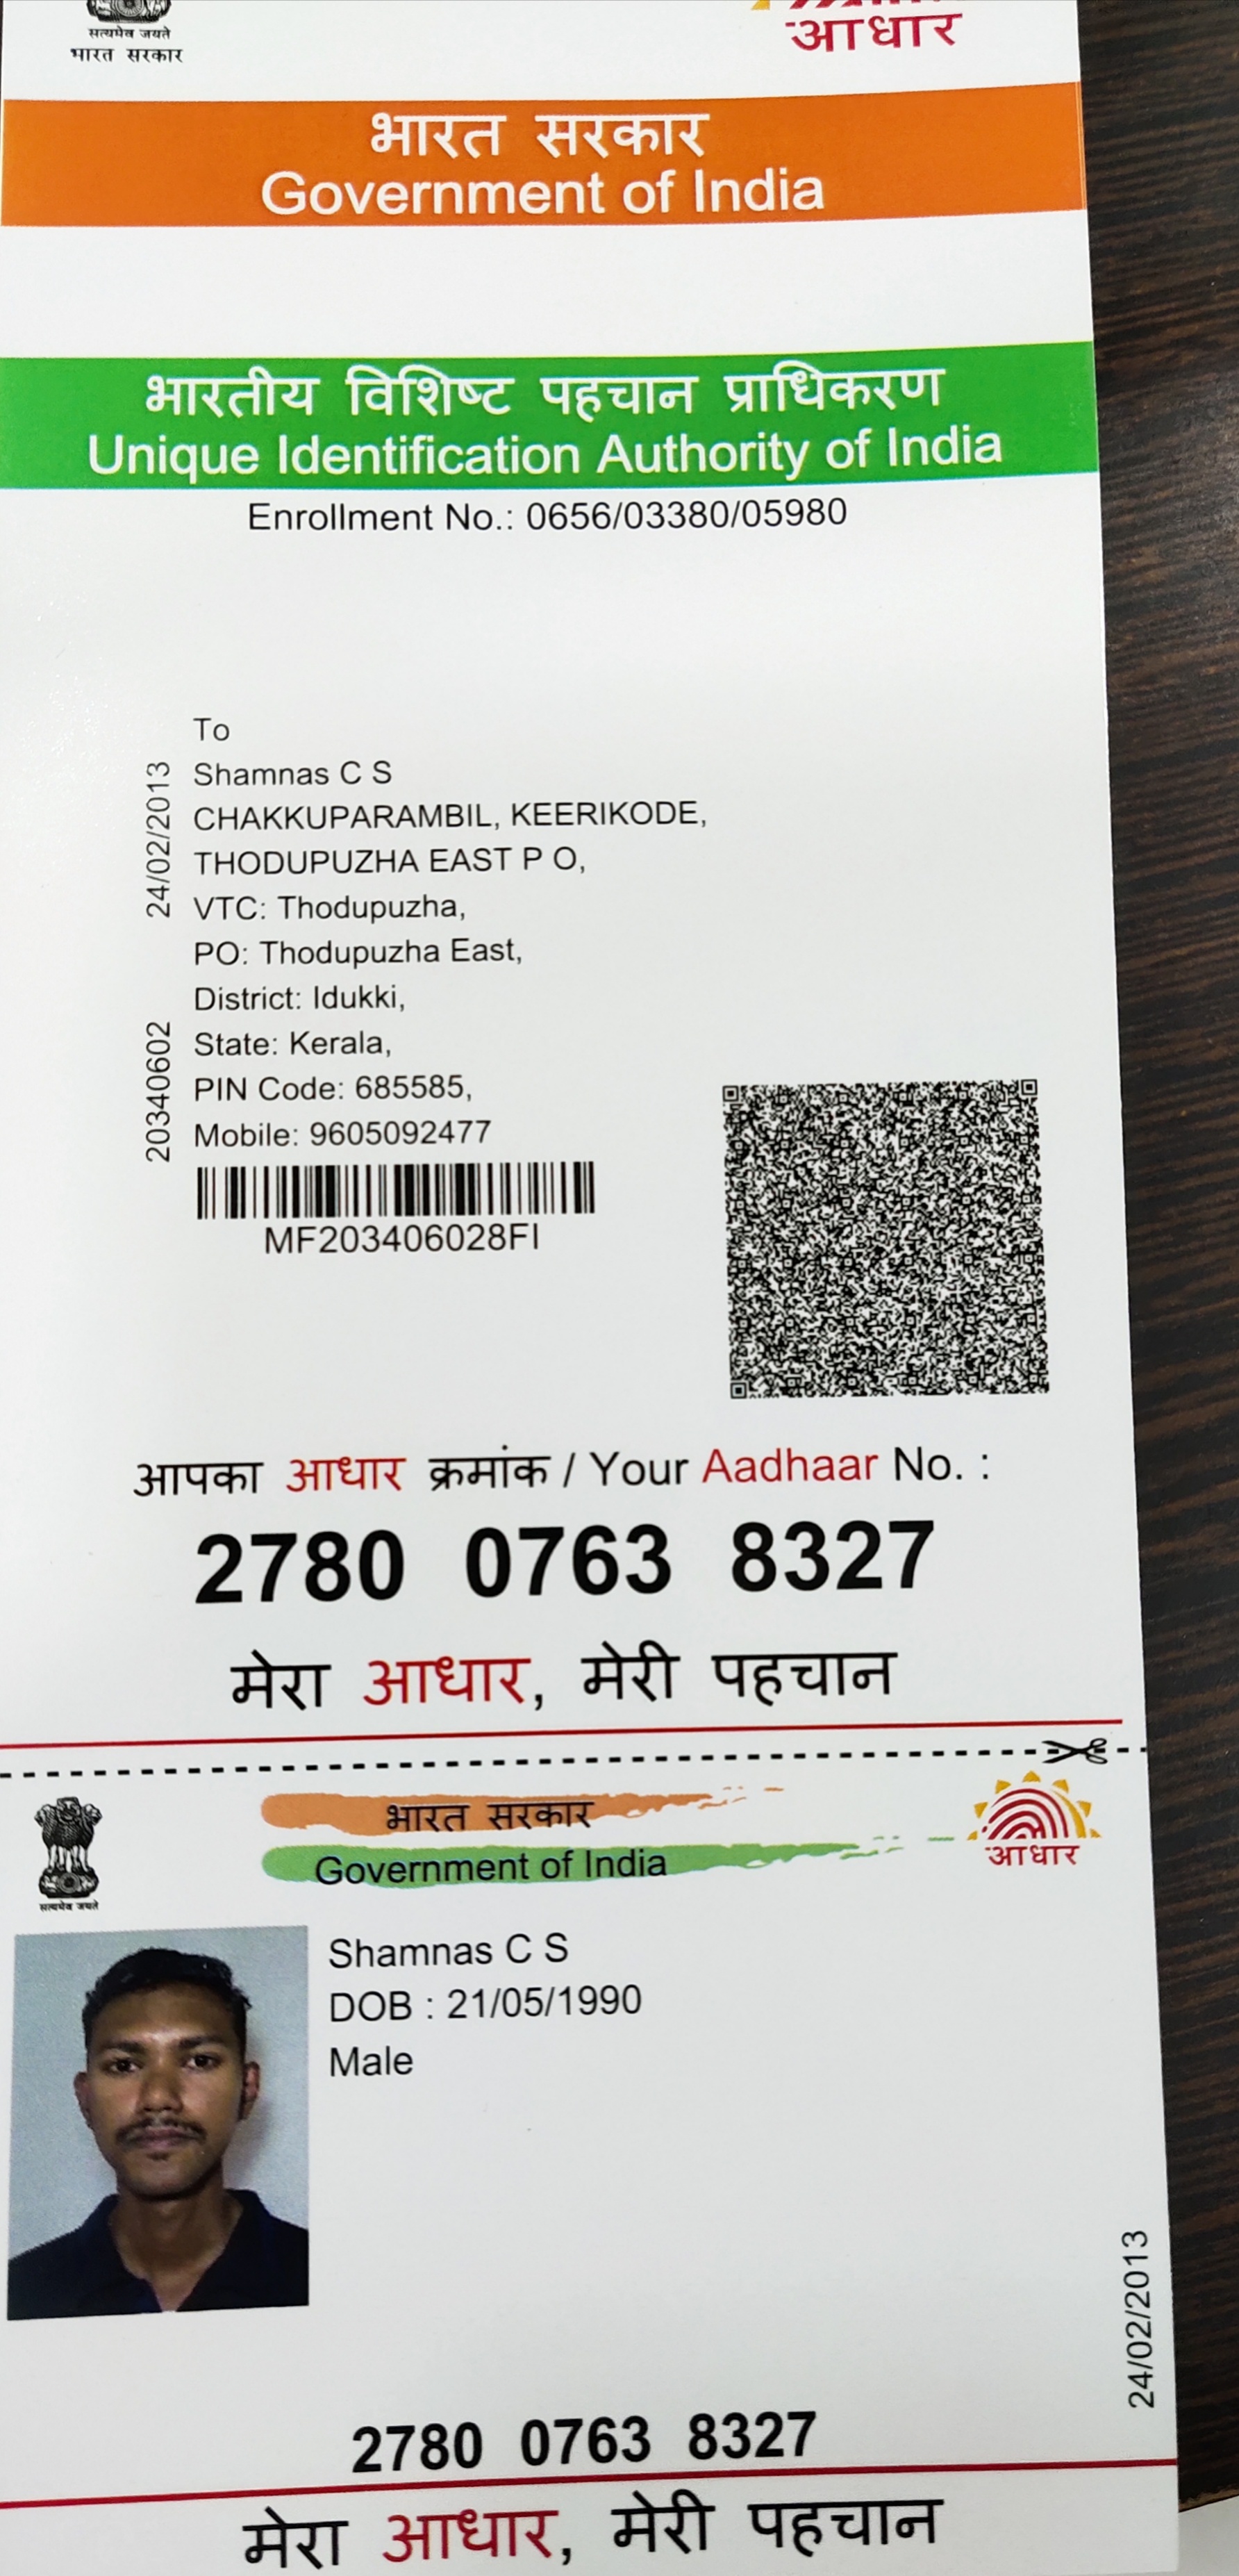 सत्यमेव जयते
भारत सरकार
आधार
भारत सरकार
Government of India
भारतीय विशिष्ट पहचान प्राधिकरण
Unique Identification Authority of India
Enrollment No.: 0656/03380/05980
To
Shamnas C S
CHAKKUPARAMBIL, KEERIKODE,
THODUPUZHA EAST P O,
VTC: Thodupuzha,
PO: Thodupuzha East,
District: Idukki,
State: Kerala,
PIN Code: 685585,
Mobile: 9605092477
24/02/2013
20340602
MF203406028FI
आपका आधार क्रमांक / Your Aadhaar No. :
2780 0763 8327
मेरा आधार, मेरी पहचान
सत्यमेव जयते
भारत सरकार
Government of India
आधार
Shamnas C S
DOB : 21/05/1990
Male
24/02/2013
2780 0763 8327
मेरा आधार, मेरी पहचान